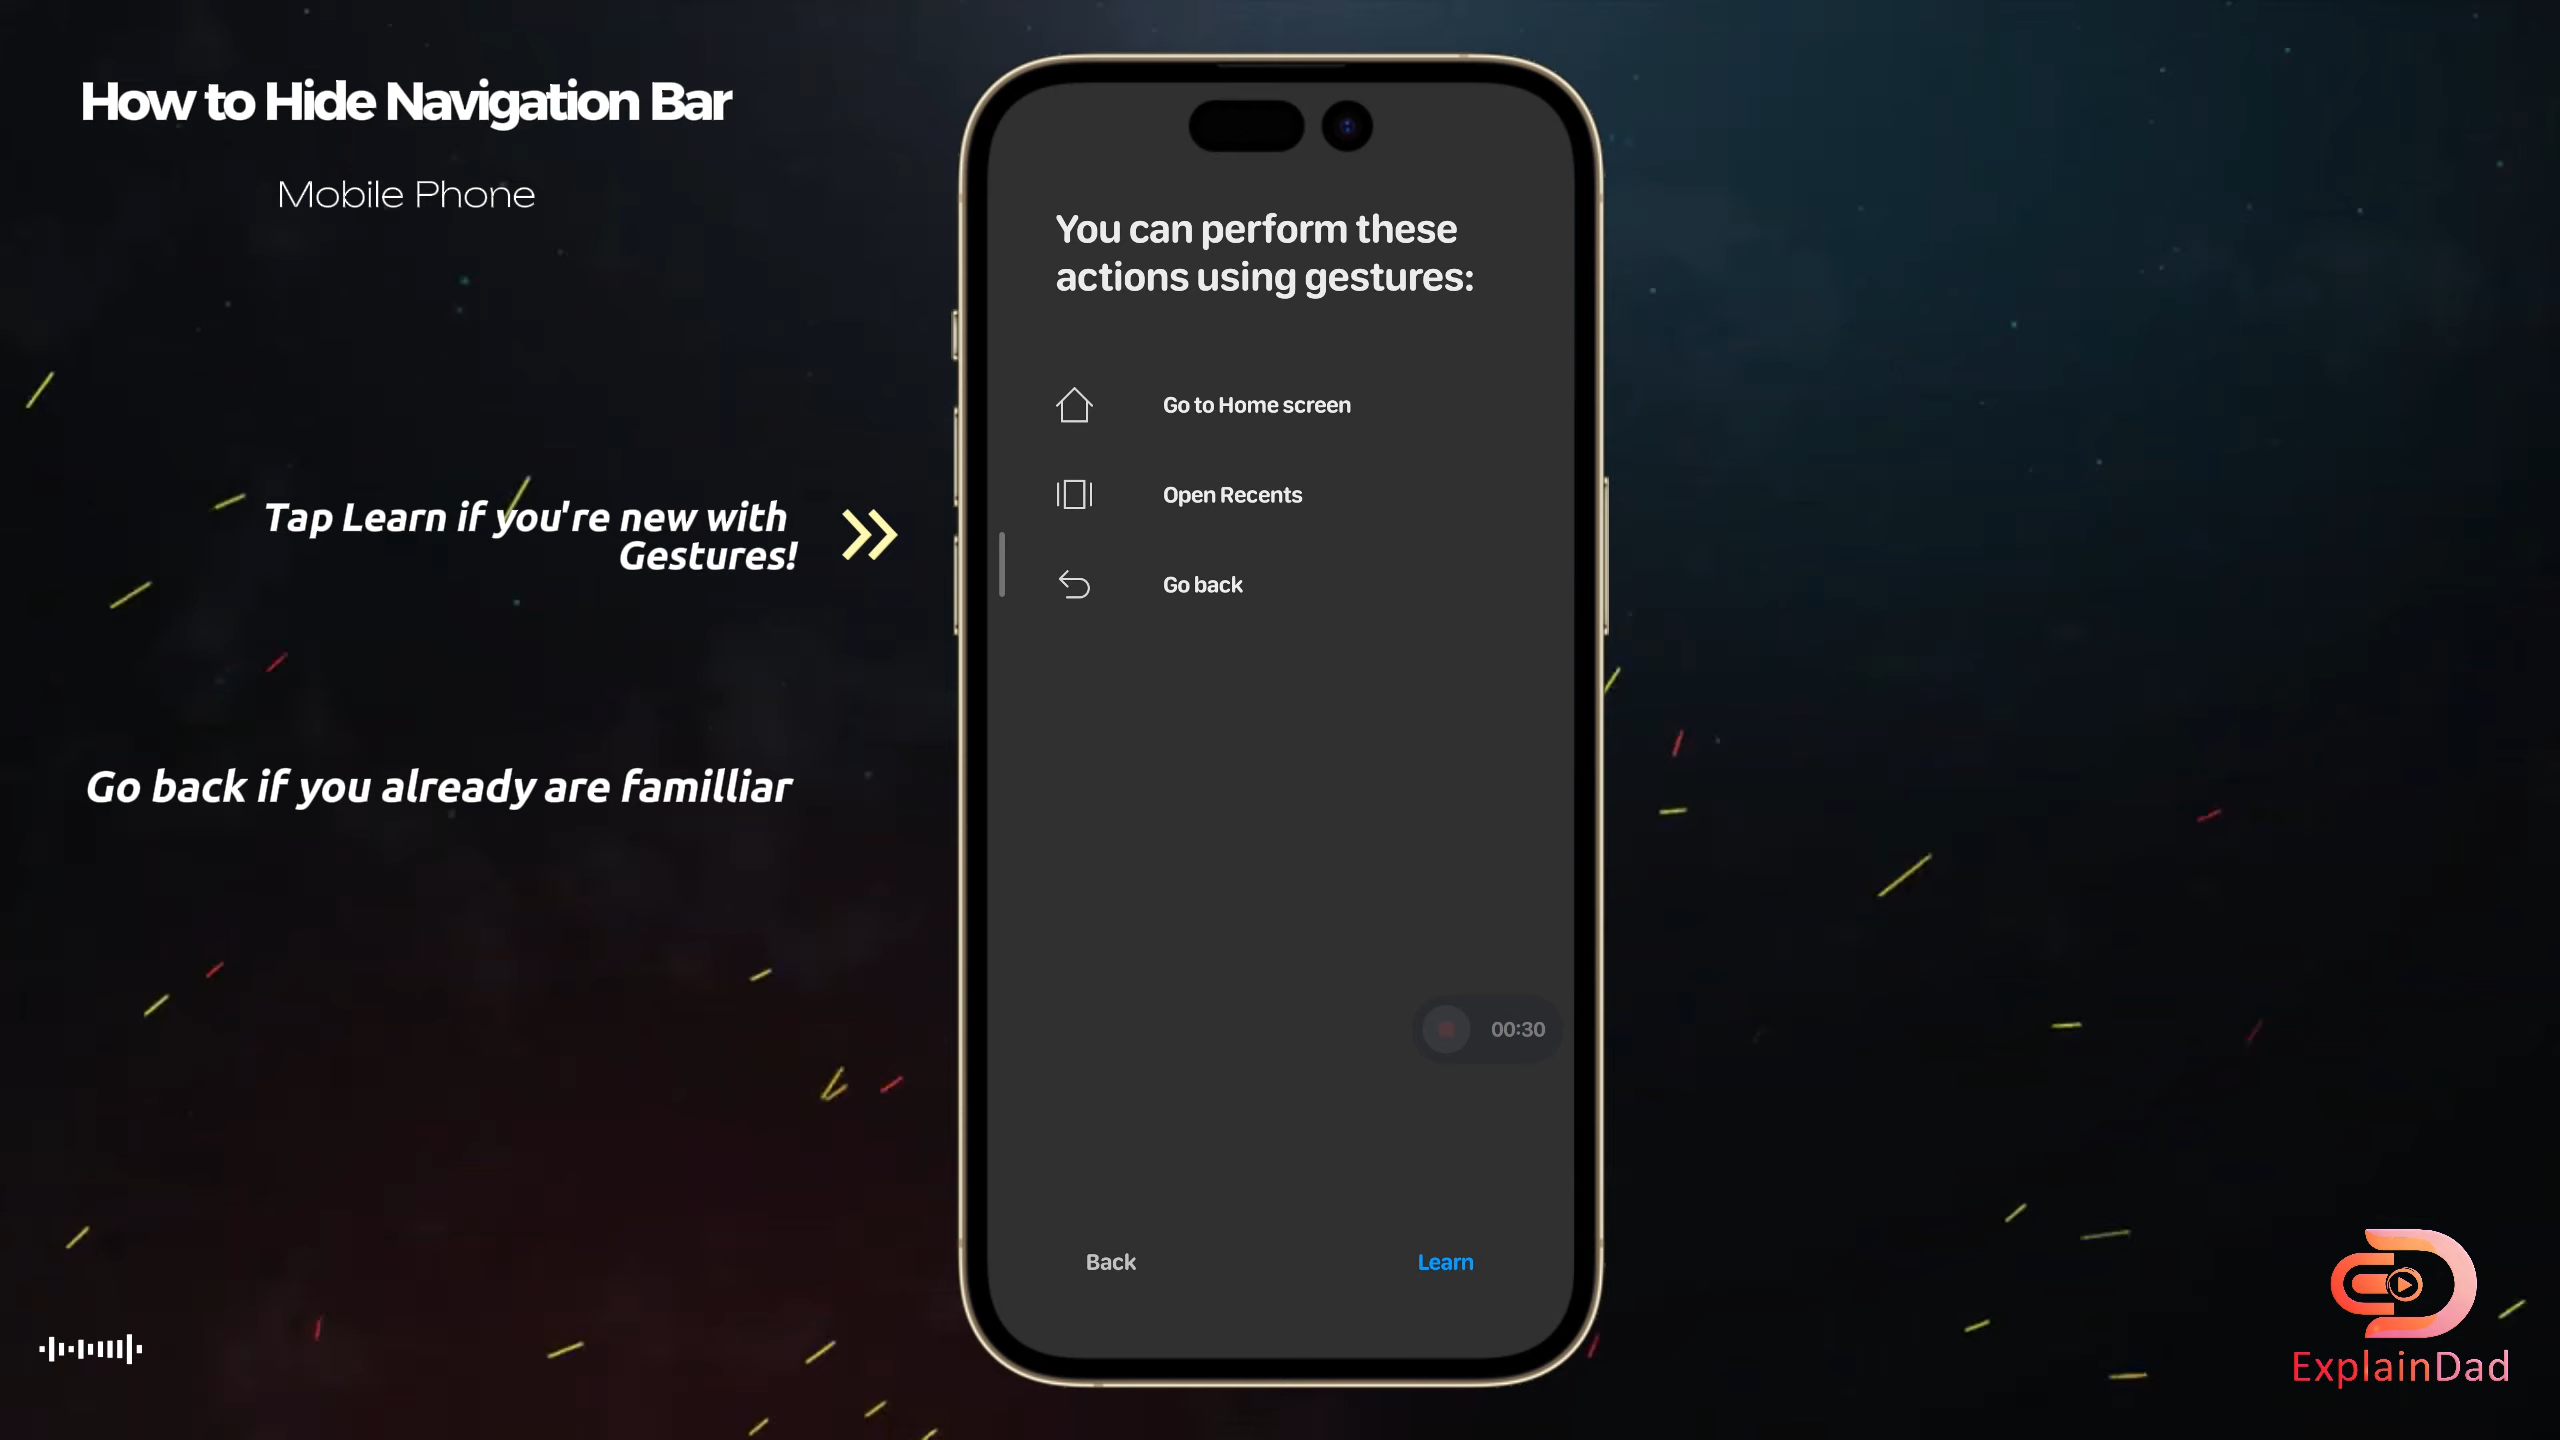 How to Hide Navigation Bar
Mobile Phone
Tap Learn if you're new with
Gestures!
Go back if you already are familliar
You can perform these
actions using gestures:
Go to Home screen
Open Recents
Go back
00:30
Back
Learn
ExplainDad